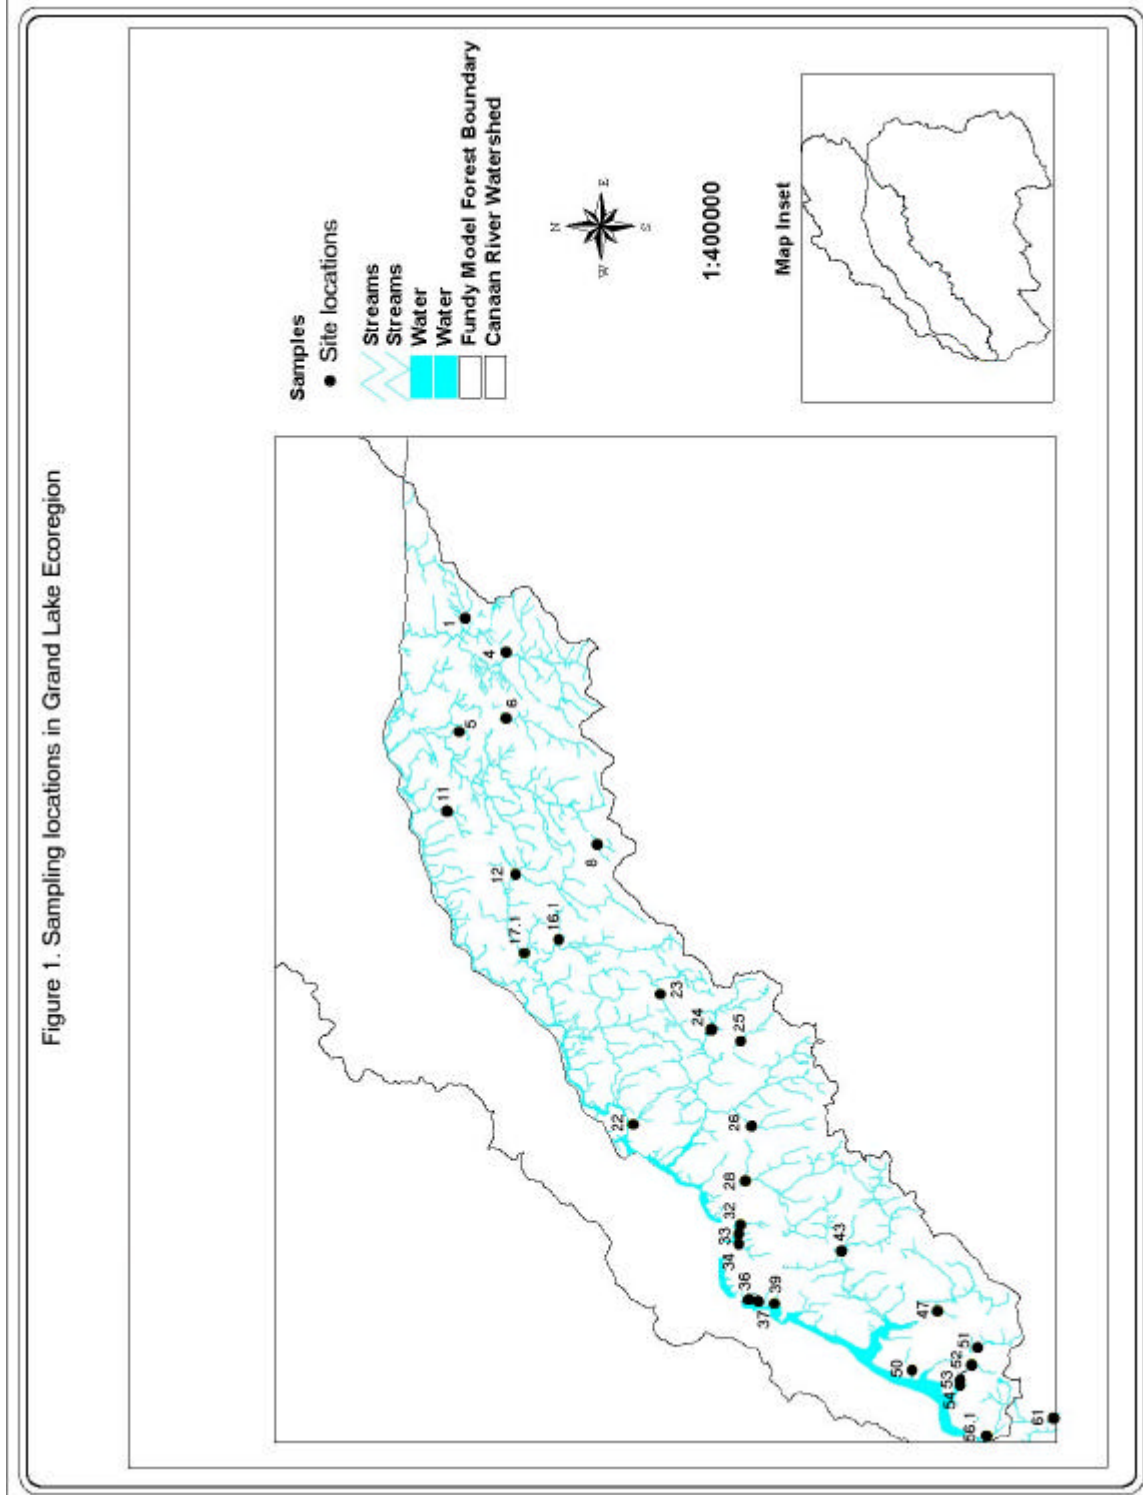 Figure 1. Sampling locations in Grand Lake Ecoregion
Samples
Site locations
Streams
Streams
Water
Water
Fundy Model Forest Boundary
Canaan River Watershed
N
W
E
S
1:400000
Map Inset
1
4
5
6
11
8
12
17.1
16.1
23
24
25
22
26
28
32
33
34
36
37
39
43
47
50
51
52
53
54
56.1
61